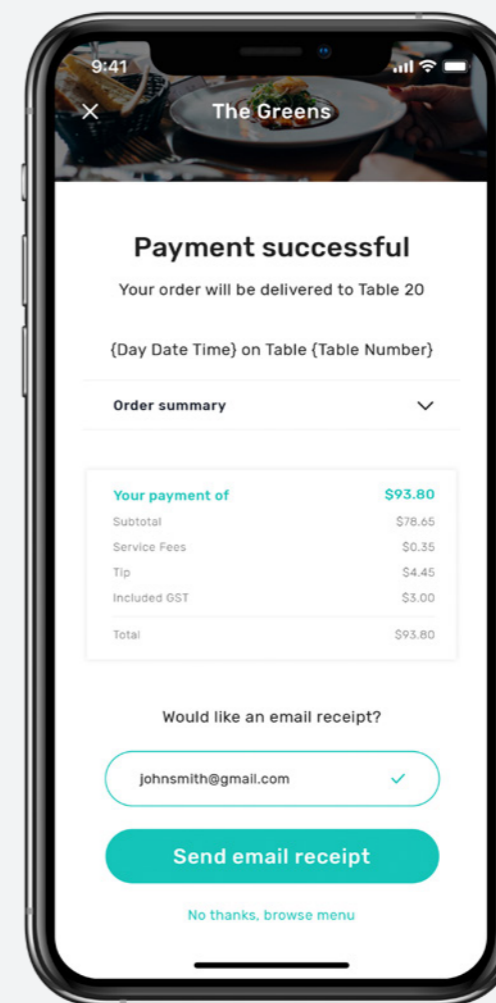 9:41
The Greens
Payment successful
Your order will be delivered to Table 20
{Day Date Time} on Table {Table Number}
Order summary
Your payment of $93.80
Subtotal $78.65
Service Fees $0.35
Tip $4.45
Included GST $3.00
Total $93.80
Would like an email receipt?
johnsmith@gmail.com
Send email receipt
No thanks, browse menu